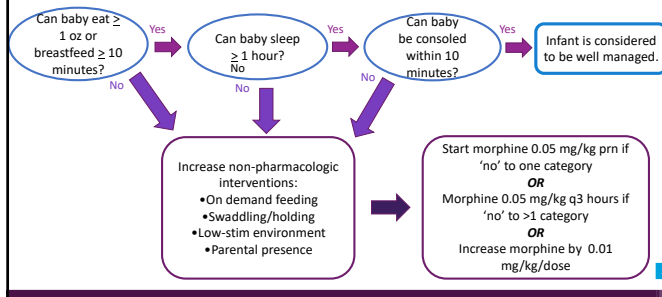 Can baby eat ≥
1 oz or
breastfeed ≥ 10
minutes?
Yes
No
Can baby sleep
≥ 1 hour?
No
Yes
No
Can baby
be consoled
within 10
minutes?
Yes
No
Infant is considered
to be well managed.
Increase non-pharmacologic
interventions:
•On demand feeding
•Swaddling/holding
•Low-stim environment
•Parental presence
Start morphine 0.05 mg/kg prn if
‘no’ to one category
OR
Morphine 0.05 mg/kg q3 hours if
‘no’ to >1 category
OR
Increase morphine by 0.01
mg/kg/dose